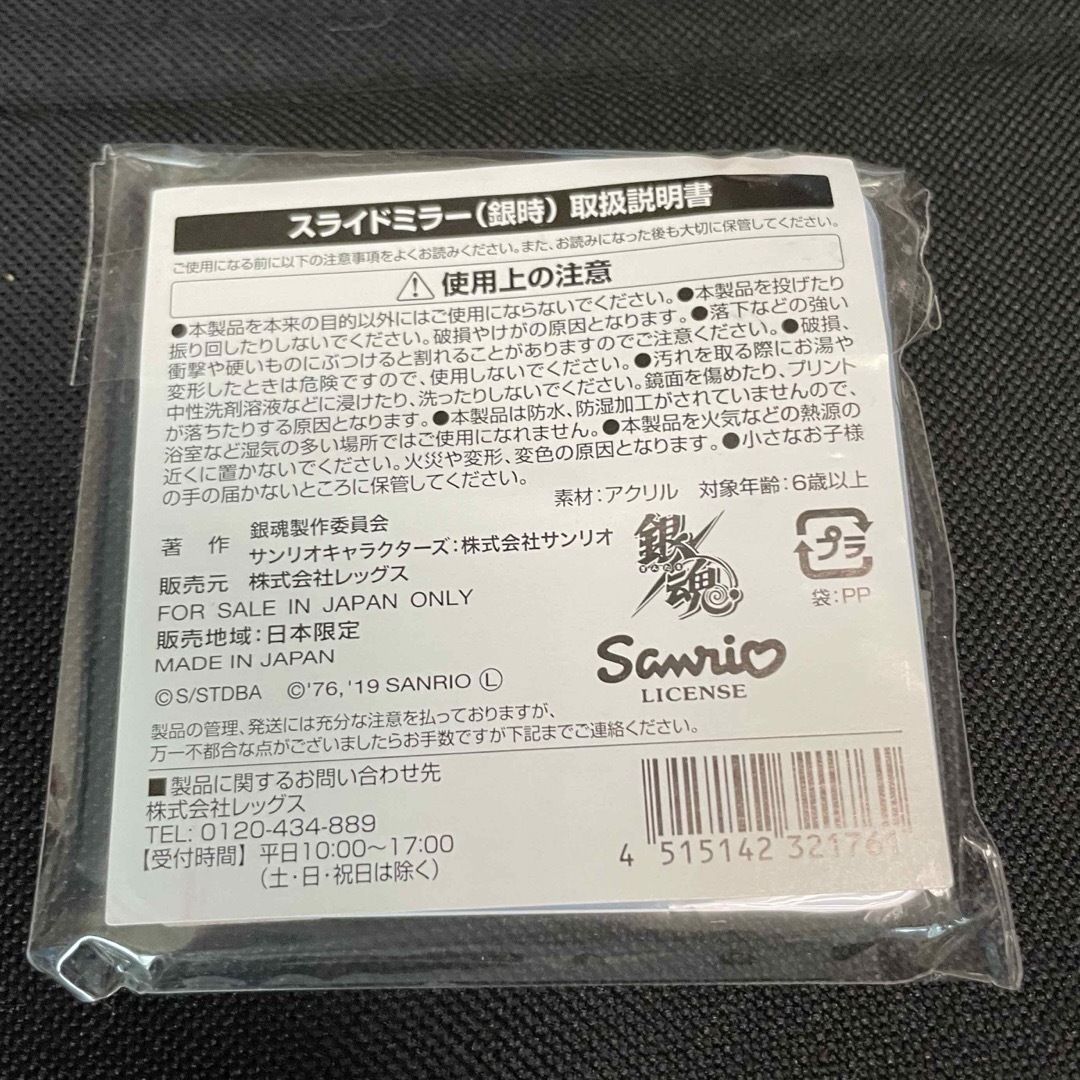 スライドミラー(銀時) 取扱説明書
ご使用になる前に以下の注意事項をよくお読みください。また、お読みになった後も大切に保管してください。
⚠使用上の注意
●本製品を本来の目的以外にはご使用にならないでください。●本製品を投げたり
振り回したりしないでください。破損やけがの原因となります。●落下などの強い
衝撃や硬いものにぶつけると割れることがありますのでご注意ください。●破損、
変形したときは危険ですので、使用しないでください。●汚れを取る際にお湯や
中性洗剤溶液などに浸けたり、洗ったりしないでください。鏡面を傷めたり、プリント
が落ちたりする原因となります。●本製品は防水、防湿加工がされていませんので、
浴室など湿気の多い場所ではご使用になれません。●本製品を火気などの熱源の
近くに置かないでください。火災や変形、変色の原因となります。●小さなお子様
の手の届かないところに保管してください。
素材:アクリル 対象年齢:6歳以上
著作 銀魂製作委員会
サンリオキャラクターズ:株式会社サンリオ
販売元 株式会社レッグス
FOR SALE IN JAPAN ONLY
販売地域:日本限定
MADE IN JAPAN
©S/STDBA ©'76,'19 SANRIO Ⓛ
銀魂
ぎんたま
プラ
袋:PP
Sanrio
LICENSE
製品の管理、発送には充分な注意を払っておりますが、
万一不都合な点がございましたらお手数ですが下記までご連絡ください。
■製品に関するお問い合わせ先
株式会社レッグス
TEL: 0120-434-889
【受付時間】平日10:00〜17:00
(土・日・祝日は除く)
4 515142 321761